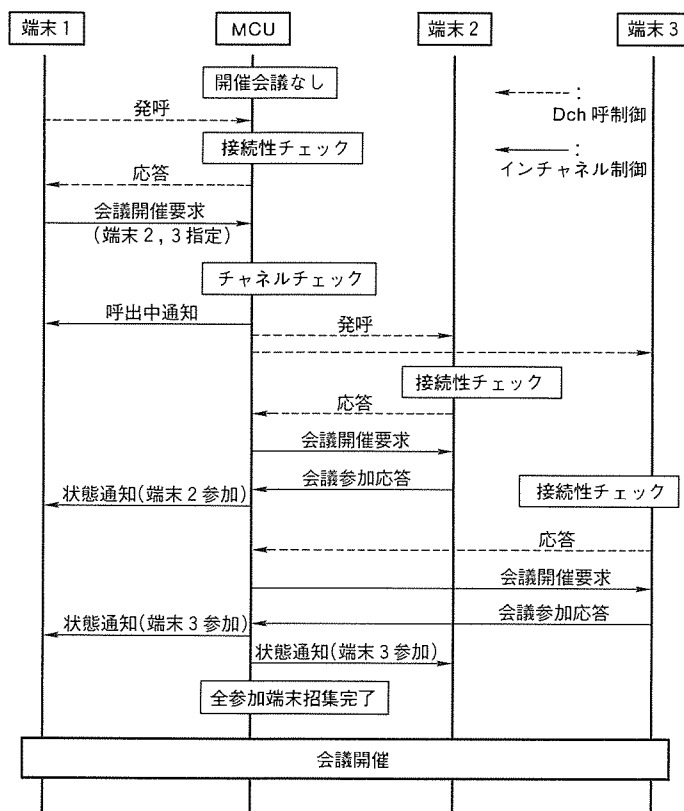 端末1
MCU
端末2
端末3
開催会議なし
発呼
:
Dch 呼制御
接続性チェック
:
応答
インチャネル制御
会議開催要求
(端末2,3指定)
チャネルチェック
呼出中通知
発呼
接続性チェック
応答
会議開催要求
会議参加応答
状態通知(端末2参加)
接続性チェック
応答
会議開催要求
会議参加応答
状態通知(端末3参加)
状態通知(端末3参加)
全参加端末招集完了
会議開催